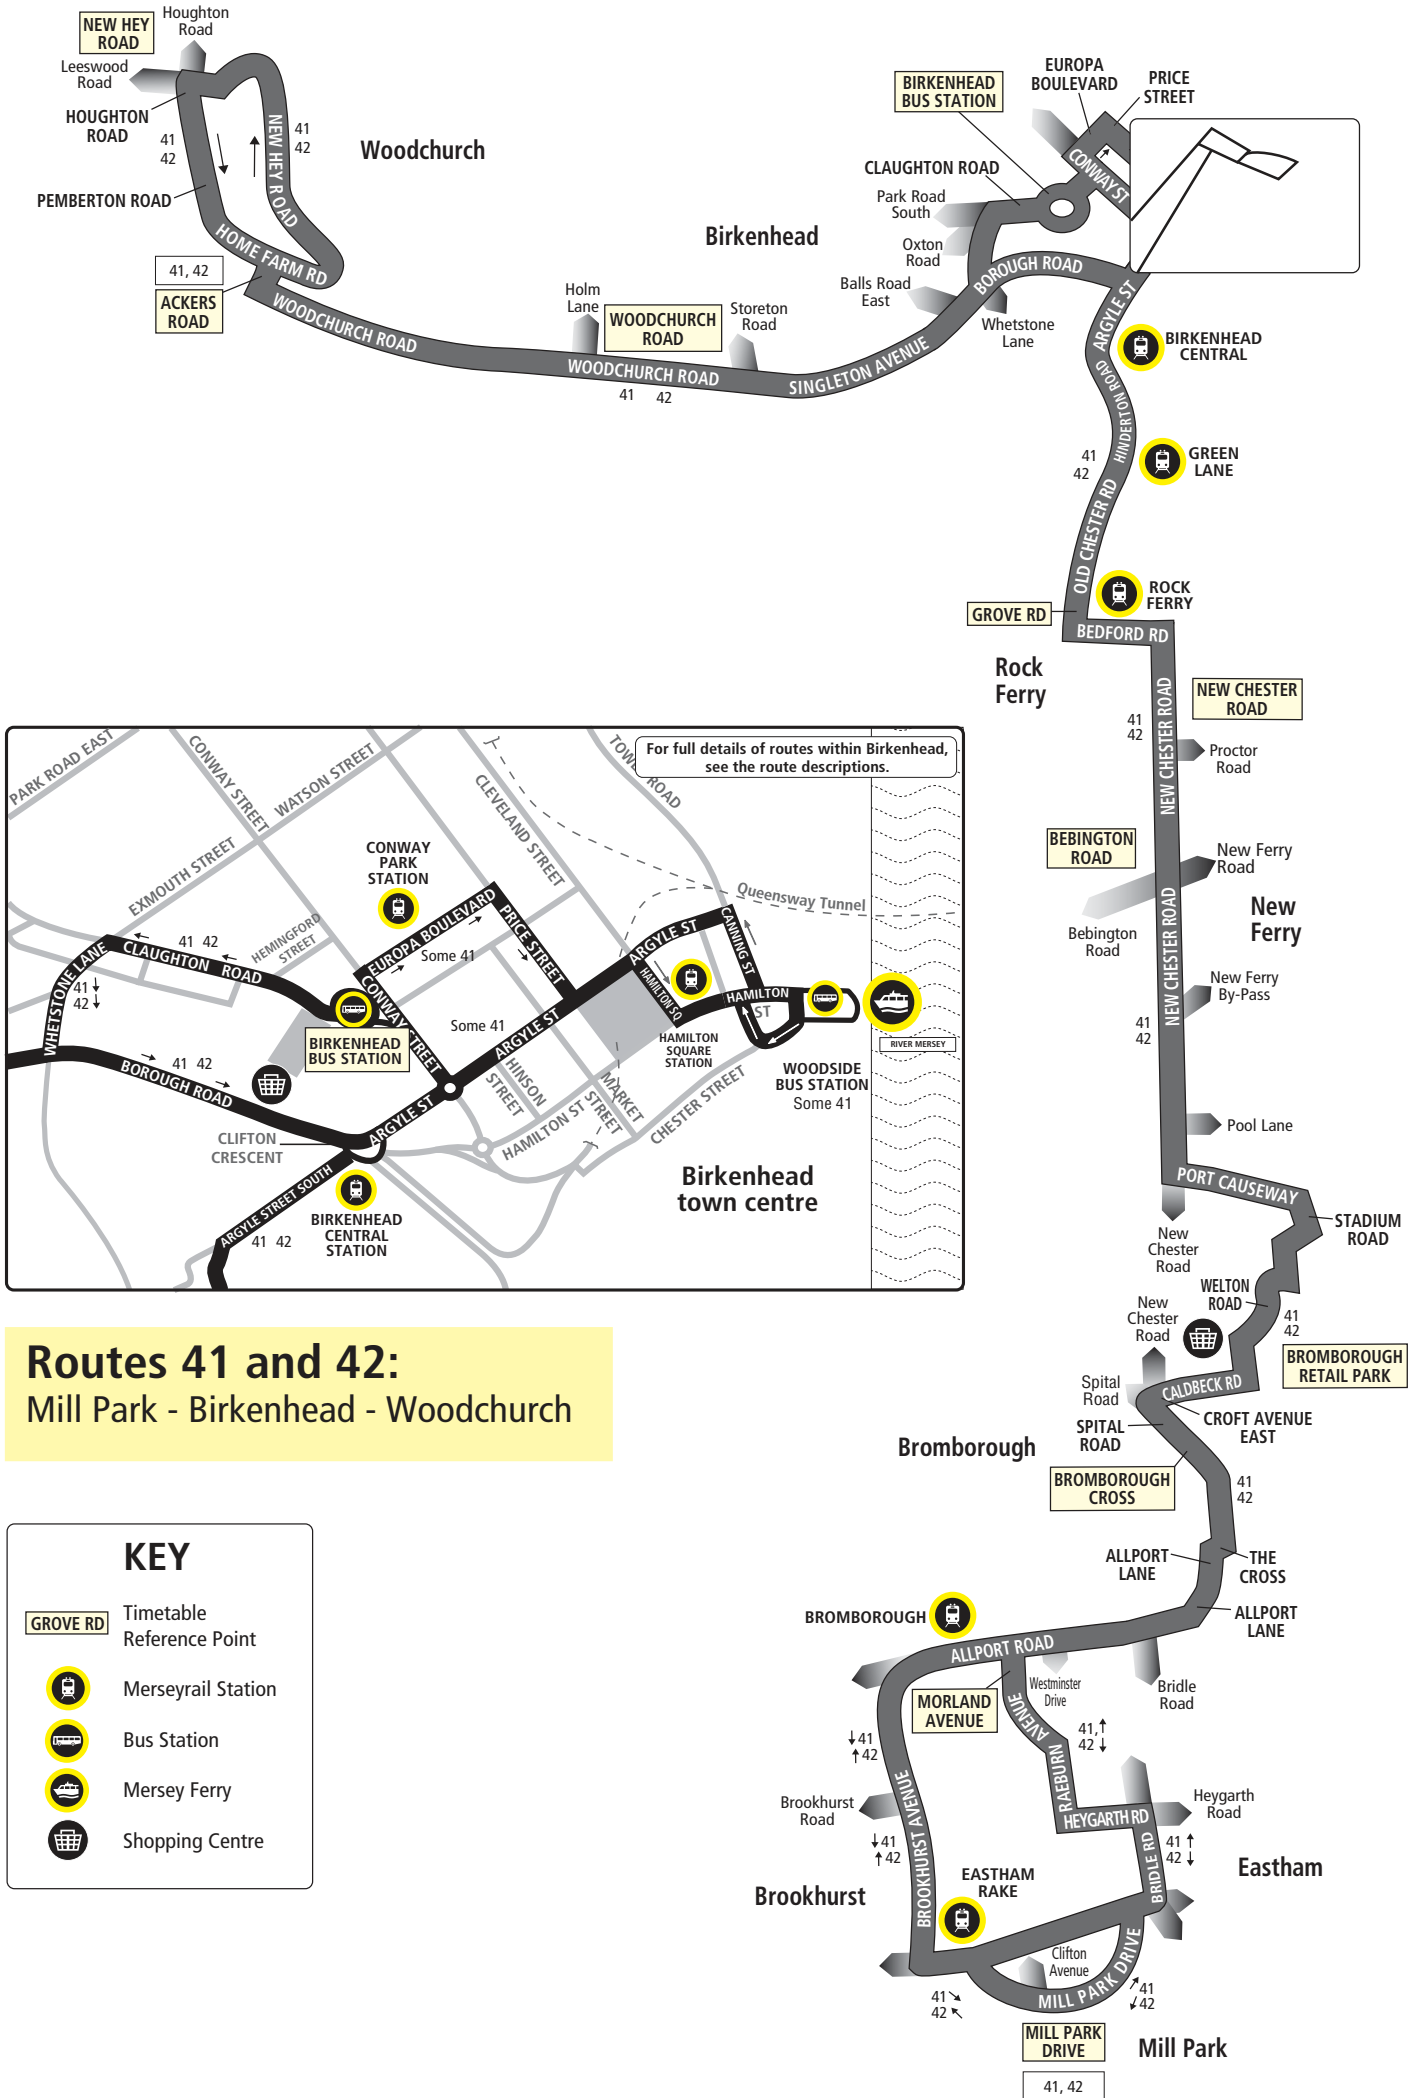 NEW HEY
ROAD
Houghton
Road
Leeswood
Road
HOUGHTON
ROAD
41
42
NEW HEY ROAD
41
42
PEMBERTON ROAD
Woodchurch
HOME FARM RD
41, 42
ACKERS
ROAD
WOODCHURCH ROAD
Holm
Lane
WOODCHURCH
ROAD
Storeton
Road
WOODCHURCH ROAD
41 42
SINGLETON AVENUE
Birkenhead
BIRKENHEAD
BUS STATION
EUROPA
BOULEVARD
PRICE
STREET
CONWAY ST
CLAUGHTON ROAD
Park Road
South
Oxton
Road
Balls Road
East
BOROUGH ROAD
Whetstone
Lane
ARGYLE ST
BIRKENHEAD
CENTRAL
HINDERTON ROAD
41
42
GREEN
LANE
OLD CHESTER RD
ROCK
FERRY
GROVE RD
BEDFORD RD
Rock
Ferry
NEW CHESTER
ROAD
41
42
NEW CHESTER ROAD
Proctor
Road
BEBINGTON
ROAD
New Ferry
Road
New
Ferry
Bebington
Road
NEW CHESTER ROAD
New Ferry
By-Pass
41
42
Pool Lane
PORT CAUSEWAY
New
Chester
Road
STADIUM
ROAD
WELTON
ROAD
41
42
New
Chester
Road
BROMBOROUGH
RETAIL PARK
Spital
Road
CALDBECK RD
CROFT AVENUE
EAST
SPITAL
ROAD
Bromborough
BROMBOROUGH
CROSS
41
42
ALLPORT
LANE
THE
CROSS
ALLPORT
LANE
BROMBOROUGH
ALLPORT ROAD
Westminster
Drive
Bridle
Road
MORLAND
AVENUE
RAEBURN AVENUE
41,
42
41
42
BROOKHURST AVENUE
Brookhurst
Road
HEYGARTH RD
Heygarth
Road
41
42
41
42
BRIDLE RD
Eastham
Brookhurst
EASTHAM
RAKE
Clifton
Avenue
MILL PARK DRIVE
41
42
41
42
MILL PARK
DRIVE
Mill Park
41, 42
For full details of routes within Birkenhead,
see the route descriptions.
PARK ROAD EAST
CONWAY STREET
WATSON STREET
CLEVELAND STREET
TOWE ROAD
EXMOUTH STREET
CONWAY
PARK
STATION
Queensway Tunnel
HEMINGFORD
STREET
EUROPA BOULEVARD
PRICE STREET
Some 41
41 42
CLAUGHTON ROAD
WHETSTONE LANE
41
42
CONWAY STREET
BIRKENHEAD
BUS STATION
Some 41
ARGYLE ST
ARGYLE ST
HAMILTON SQ
CANNING ST
HAMILTON
ST
HAMILTON
SQUARE
STATION
WOODSIDE
BUS STATION
Some 41
RIVER MERSEY
41 42
BOROUGH ROAD
ARGYLE ST
HINSON
STREET
HAMILTON ST
MARKET
STREET
CHESTER STREET
CLIFTON
CRESCENT
ARGYLE STREET SOUTH
41 42
BIRKENHEAD
CENTRAL
STATION
Birkenhead
town centre
Routes 41 and 42:
Mill Park - Birkenhead - Woodchurch
KEY
GROVE RD
Timetable
Reference Point
Merseyrail Station
Bus Station
Mersey Ferry
Shopping Centre